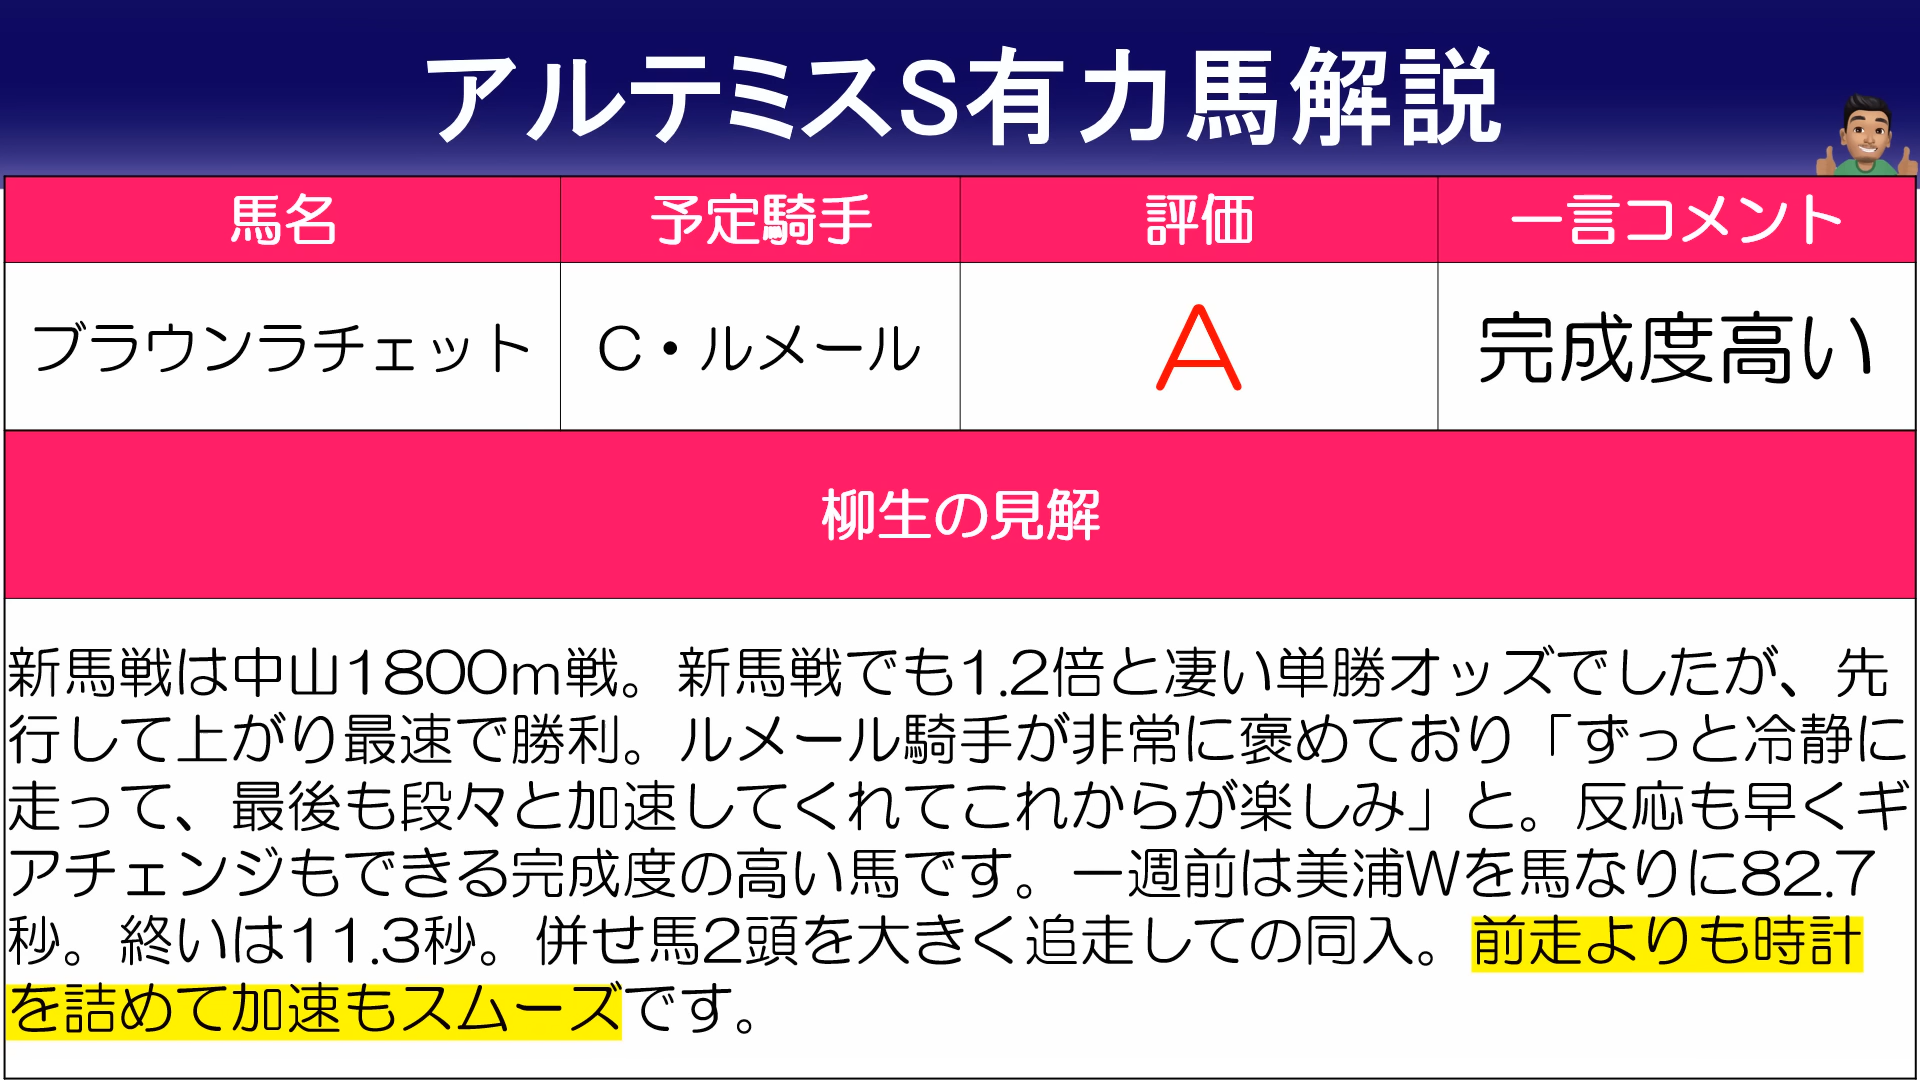 アルテミスS有力馬解説
馬名 予定騎手 評価 一言コメント
ブラウンラチェット C・ルメール A 完成度高い
柳生の見解
新馬戦は中山1800m戦。新馬戦でも1.2倍と凄い単勝オッズでしたが、先
行して上がり最速で勝利。ルメール騎手が非常に褒めており「ずっと冷静に
走って、最後も段々と加速してくれてこれからが楽しみ」と。反応も早くギ
アチェンジもできる完成度の高い馬です。一週前は美浦Wを馬なりに82.7
秒。終いは11.3秒。併せ馬2頭を大きく追走しての同入。前走よりも時計
を詰めて加速もスムーズです。